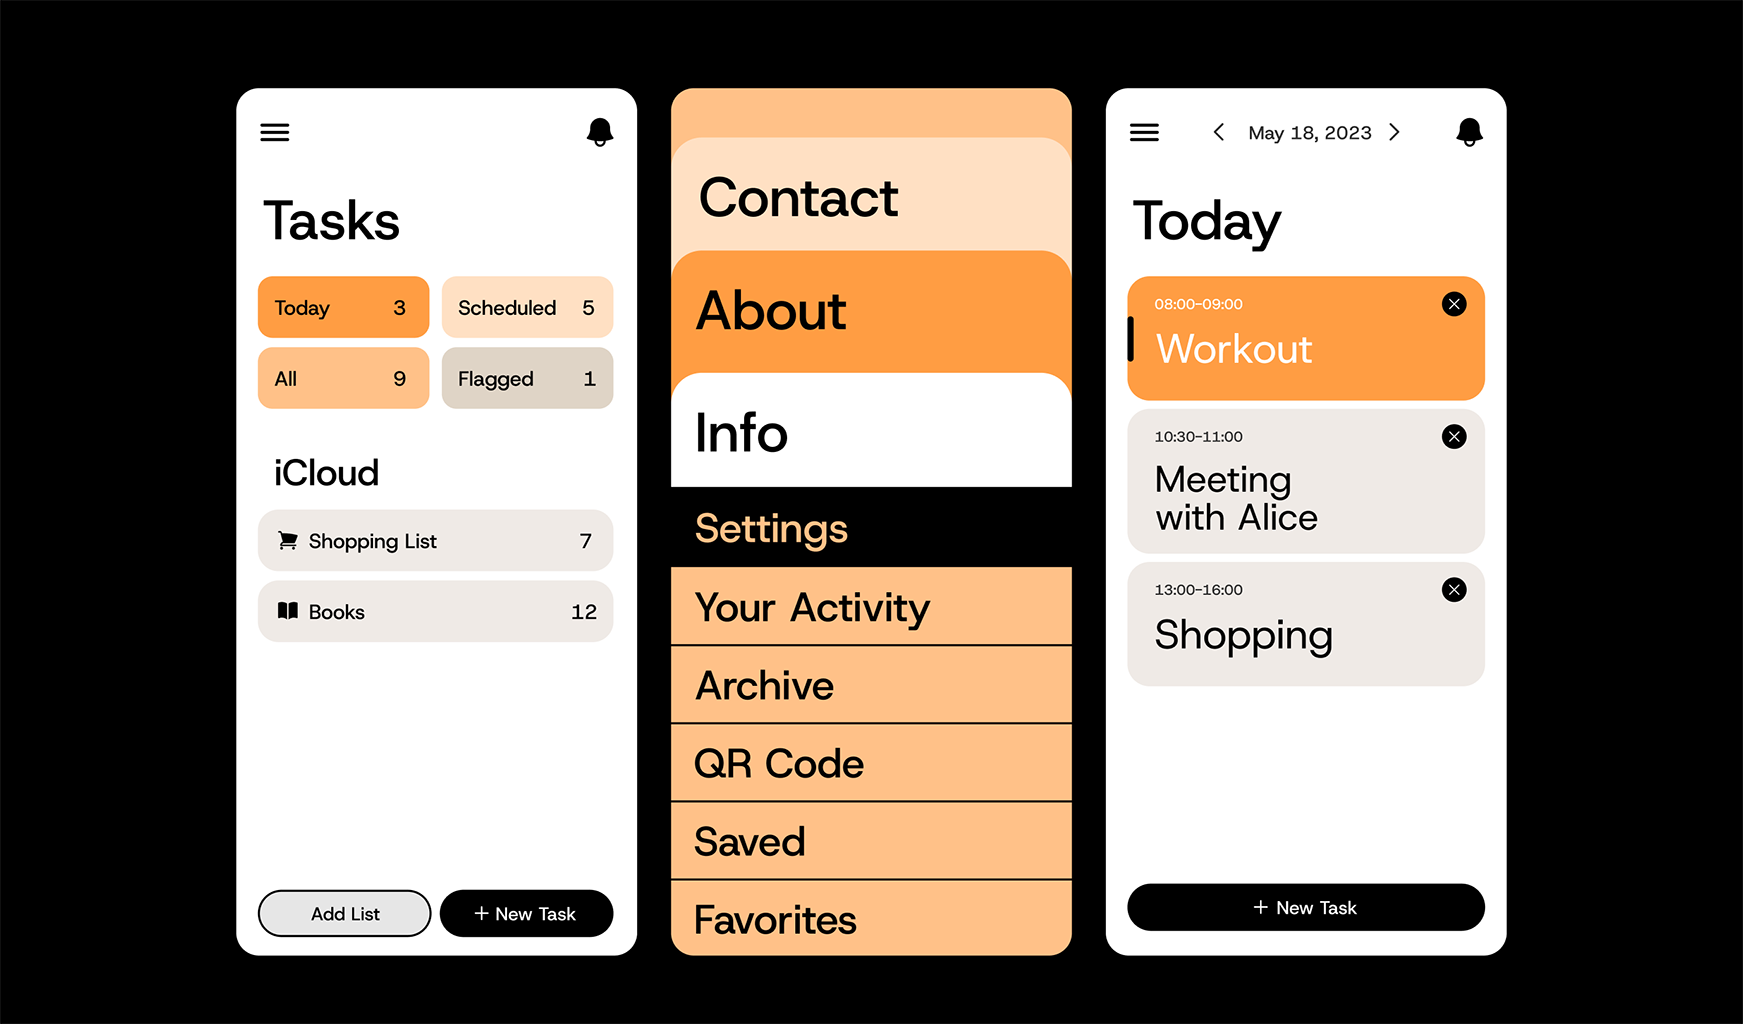 Tasks
Today 3
Scheduled 5
All 9
Flagged 1
iCloud
Shopping List 7
Books 12
Add List
+ New Task
Contact
About
Info
Settings
Your Activity
Archive
QR Code
Saved
Favorites
May 18, 2023
Today
08:00-09:00
Workout
10:30-11:00
Meeting
with Alice
13:00-16:00
Shopping
+ New Task